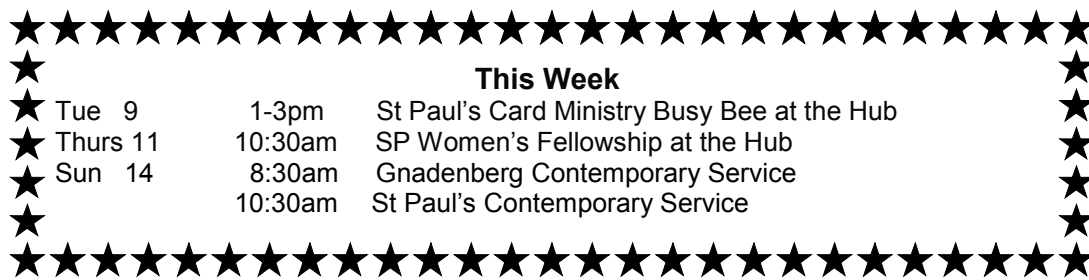 This Week
Tue 9 1-3pm St Paul’s Card Ministry Busy Bee at the Hub
Thurs 11 10:30am SP Women’s Fellowship at the Hub
Sun 14 8:30am Gnadenberg Contemporary Service
10:30am St Paul’s Contemporary Service